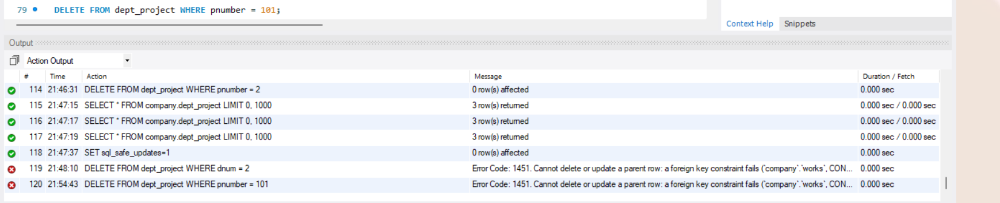 79 DELETE FROM dept_project WHERE pnumber = 101;
Context Help Snippets
Output
Action Output
# Time Action Message Duration / Fetch
114 21:46:31 DELETE FROM dept_project WHERE pnumber = 2 0 row(s) affected 0.000 sec
115 21:47:15 SELECT * FROM company.dept_project LIMIT 0, 1000 3 row(s) returned 0.000 sec / 0.000 sec
116 21:47:17 SELECT * FROM company.dept_project LIMIT 0, 1000 3 row(s) returned 0.000 sec / 0.000 sec
117 21:47:19 SELECT * FROM company.dept_project LIMIT 0, 1000 3 row(s) returned 0.000 sec / 0.000 sec
118 21:47:37 SET sql_safe_updates=1 0 row(s) affected 0.000 sec
119 21:48:10 DELETE FROM dept_project WHERE dnum = 2 Error Code: 1451. Cannot delete or update a parent row: a foreign key constraint fails (`company`.`works`, CON... 0.000 sec
120 21:54:43 DELETE FROM dept_project WHERE pnumber = 101 Error Code: 1451. Cannot delete or update a parent row: a foreign key constraint fails (`company`.`works`, CON... 0.000 sec